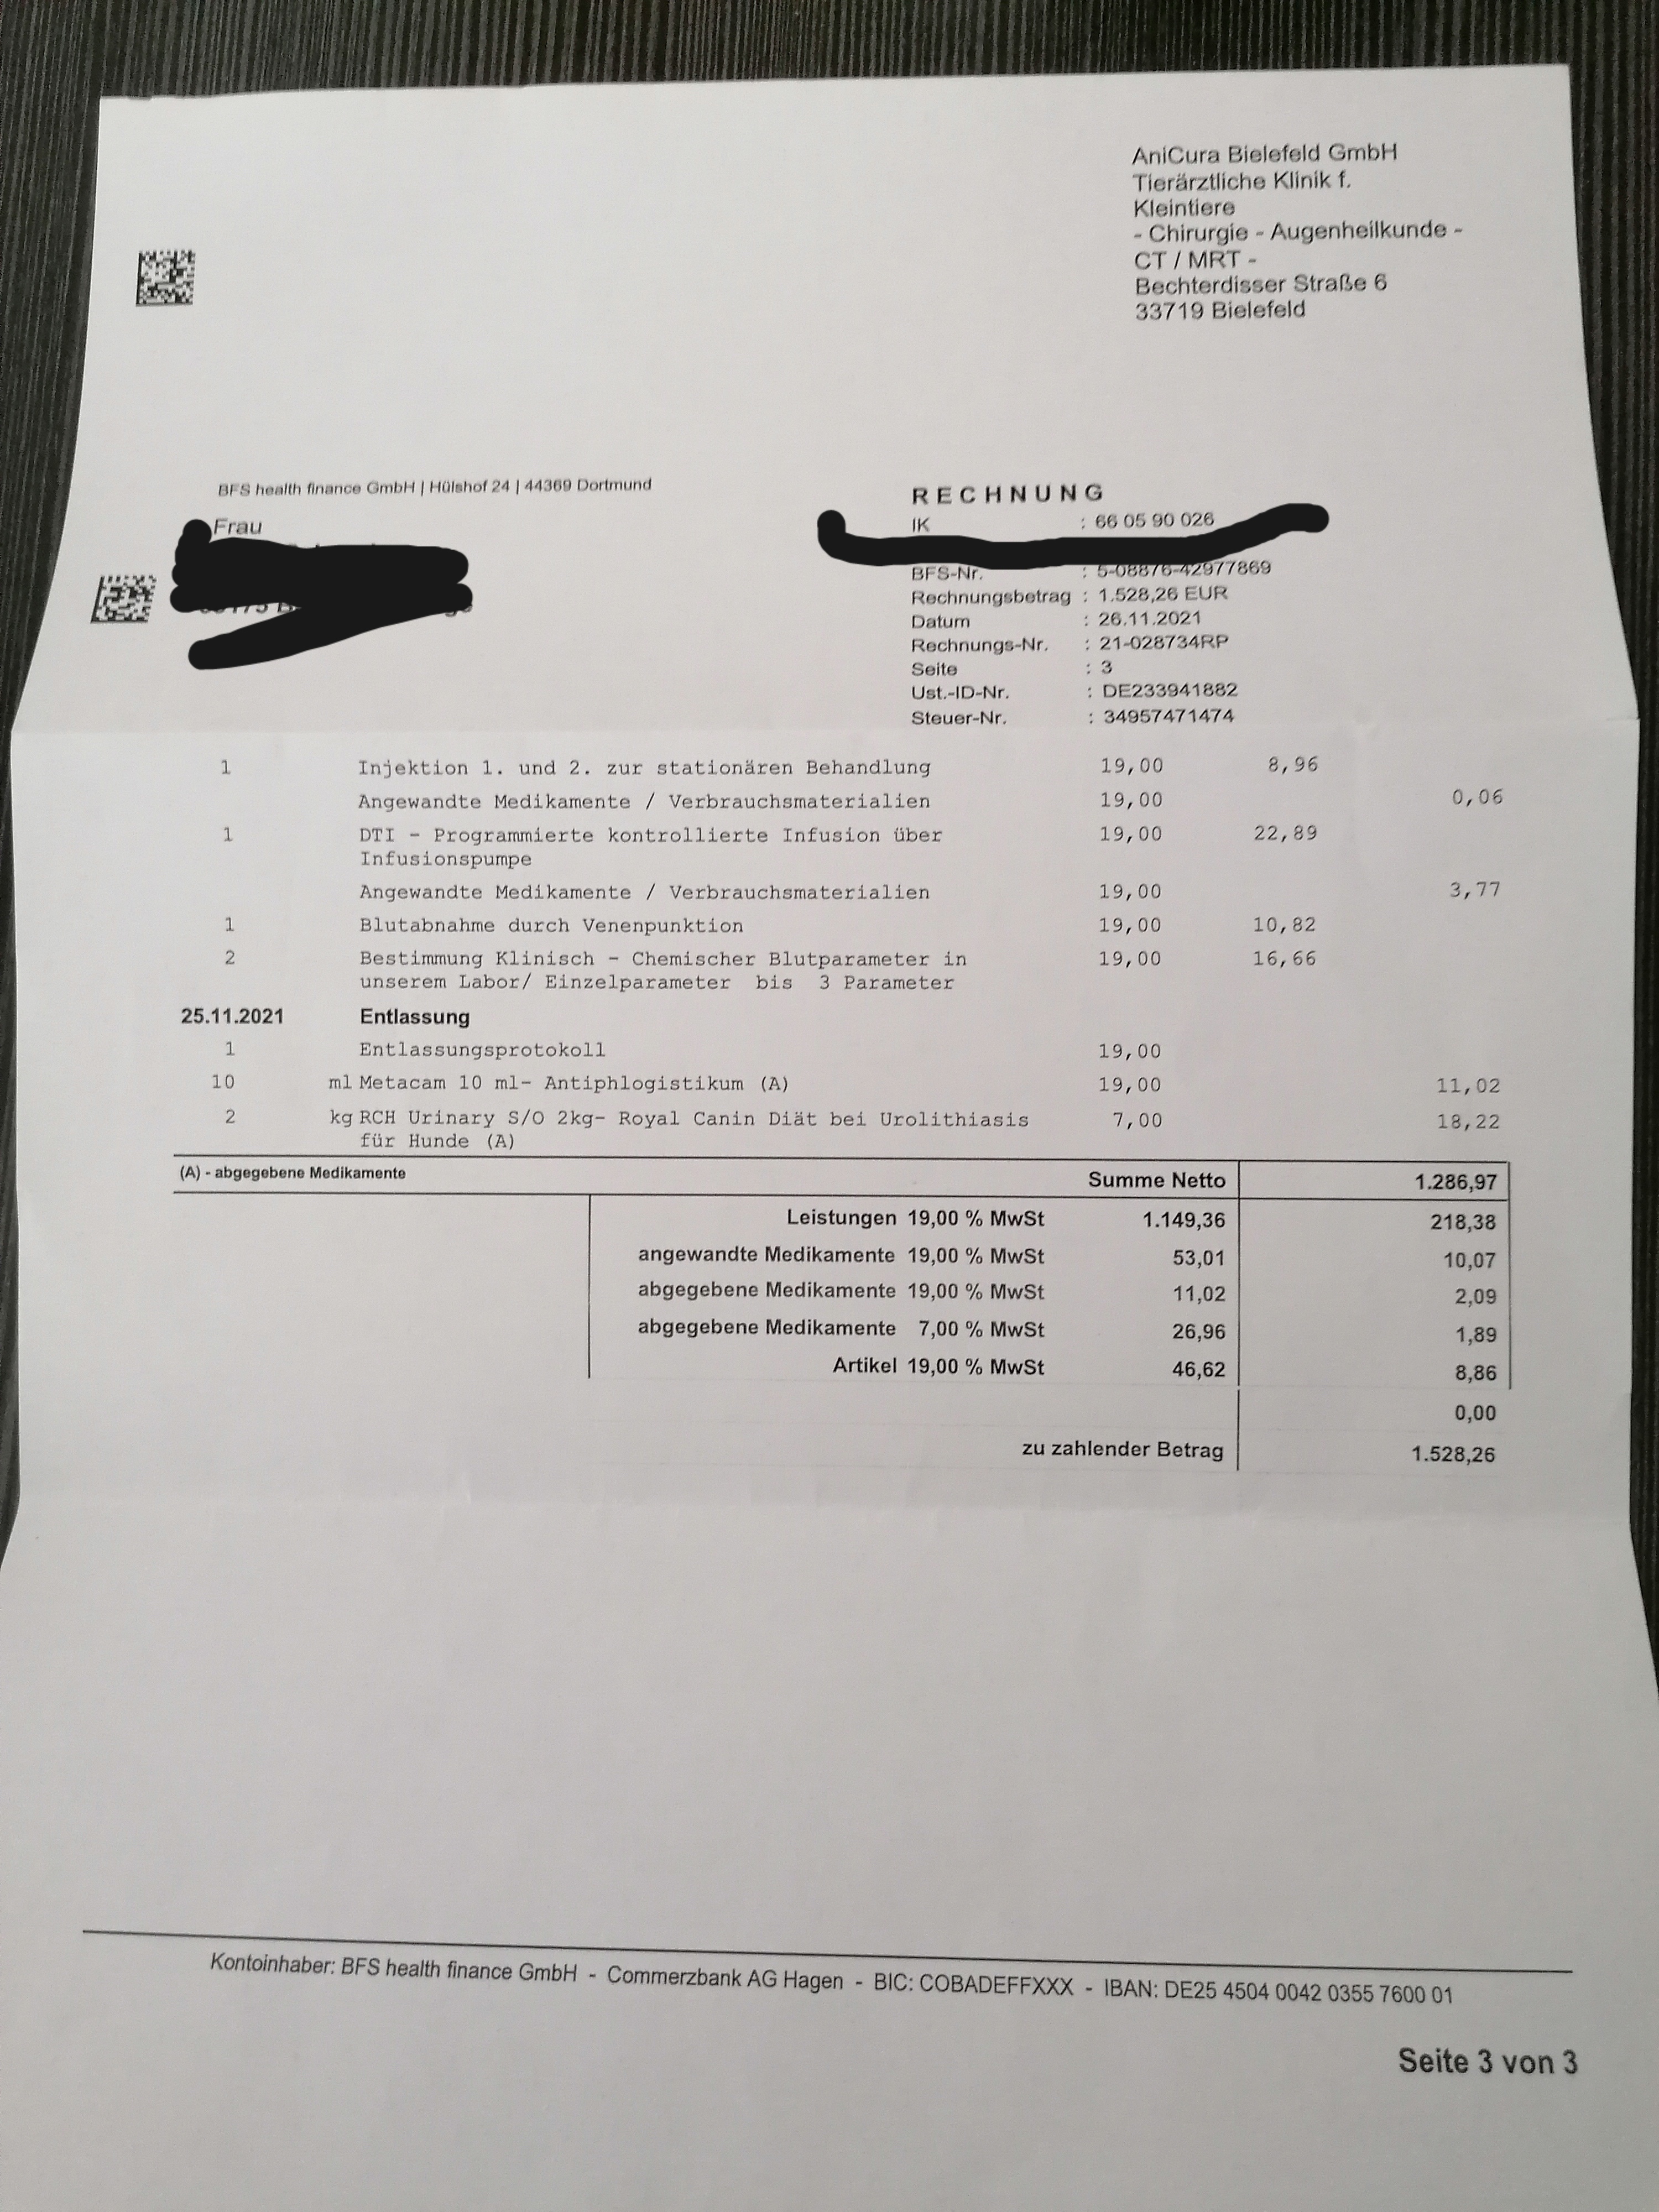 AniCura Bielefeld GmbH
Tierärztliche Klinik f.
Kleintiere
- Chirurgie - Augenheilkunde -
CT / MRT -
Bechterdisser Straße 6
33719 Bielefeld
BFS health finance GmbH | Hülshof 24 | 44369 Dortmund
Frau
RECHNUNG
IK : 66 05 90 026
BFS-Nr. : 5-08876-42977869
Rechnungsbetrag : 1.528,26 EUR
Datum : 26.11.2021
Rechnungs-Nr. : 21-028734RP
Seite : 3
Ust.-ID-Nr. : DE233941882
Steuer-Nr. : 34957471474
1 Injektion 1. und 2. zur stationären Behandlung 19,00 8,96
Angewandte Medikamente / Verbrauchsmaterialien 19,00 0,06
1 DTI - Programmierte kontrollierte Infusion über 19,00 22,89
Infusionspumpe
Angewandte Medikamente / Verbrauchsmaterialien 19,00 3,77
1 Blutabnahme durch Venenpunktion 19,00 10,82
2 Bestimmung Klinisch - Chemischer Blutparameter in 19,00 16,66
unserem Labor/ Einzelparameter bis 3 Parameter
25.11.2021 Entlassung
1 Entlassungsprotokoll 19,00
10 ml Metacam 10 ml- Antiphlogistikum (A) 19,00 11,02
2 kg RCH Urinary S/O 2kg- Royal Canin Diät bei Urolithiasis 7,00 18,22
für Hunde (A)
(A) - abgegebene Medikamente Summe Netto 1.286,97
Leistungen 19,00 % MwSt 1.149,36 218,38
angewandte Medikamente 19,00 % MwSt 53,01 10,07
abgegebene Medikamente 19,00 % MwSt 11,02 2,09
abgegebene Medikamente 7,00 % MwSt 26,96 1,89
Artikel 19,00 % MwSt 46,62 8,86
0,00
zu zahlender Betrag 1.528,26
Kontoinhaber: BFS health finance GmbH - Commerzbank AG Hagen - BIC: COBADEFFXXX - IBAN: DE25 4504 0042 0355 7600 01
Seite 3 von 3